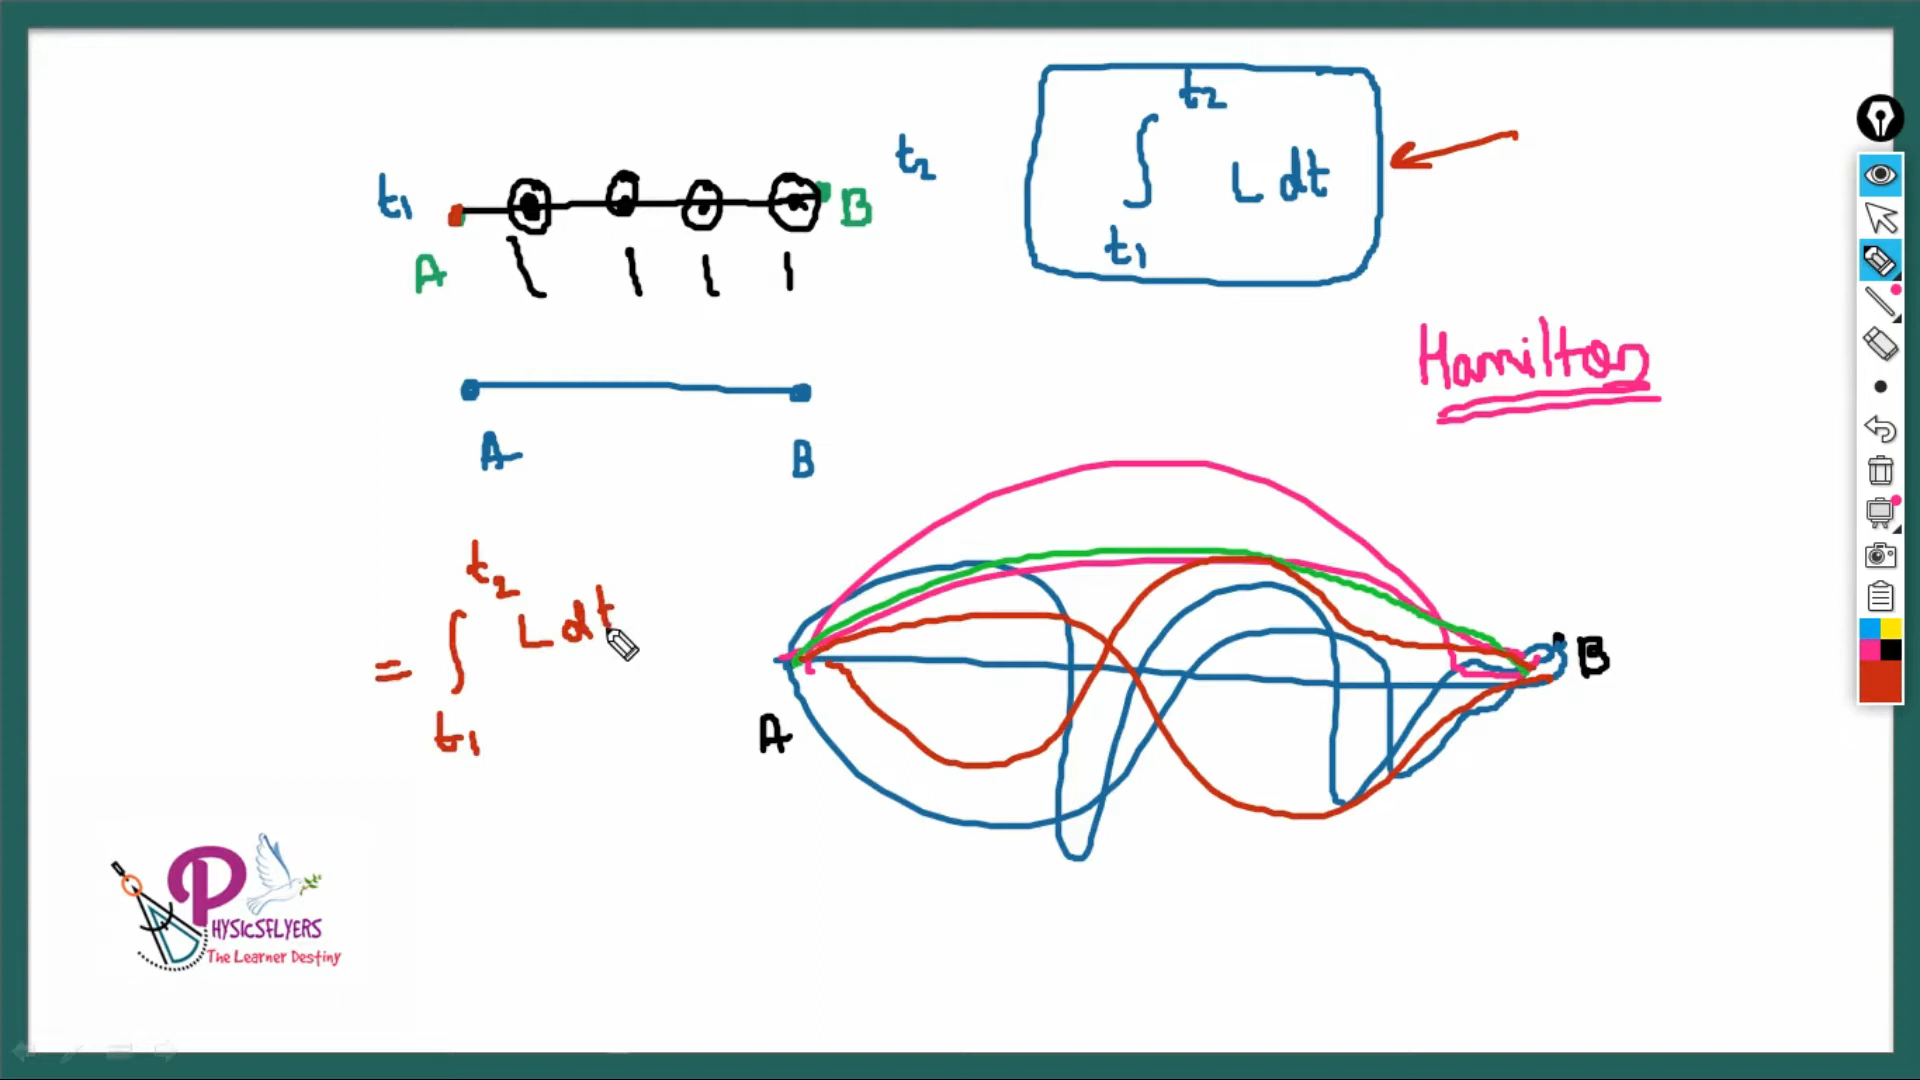 t₁ A B t₂
∫ t₂ t₁ L dt
Hamilton
A B
= ∫ t₂ t₁ L dt
A B
PHYSICSFLYERS
The Learner Destiny